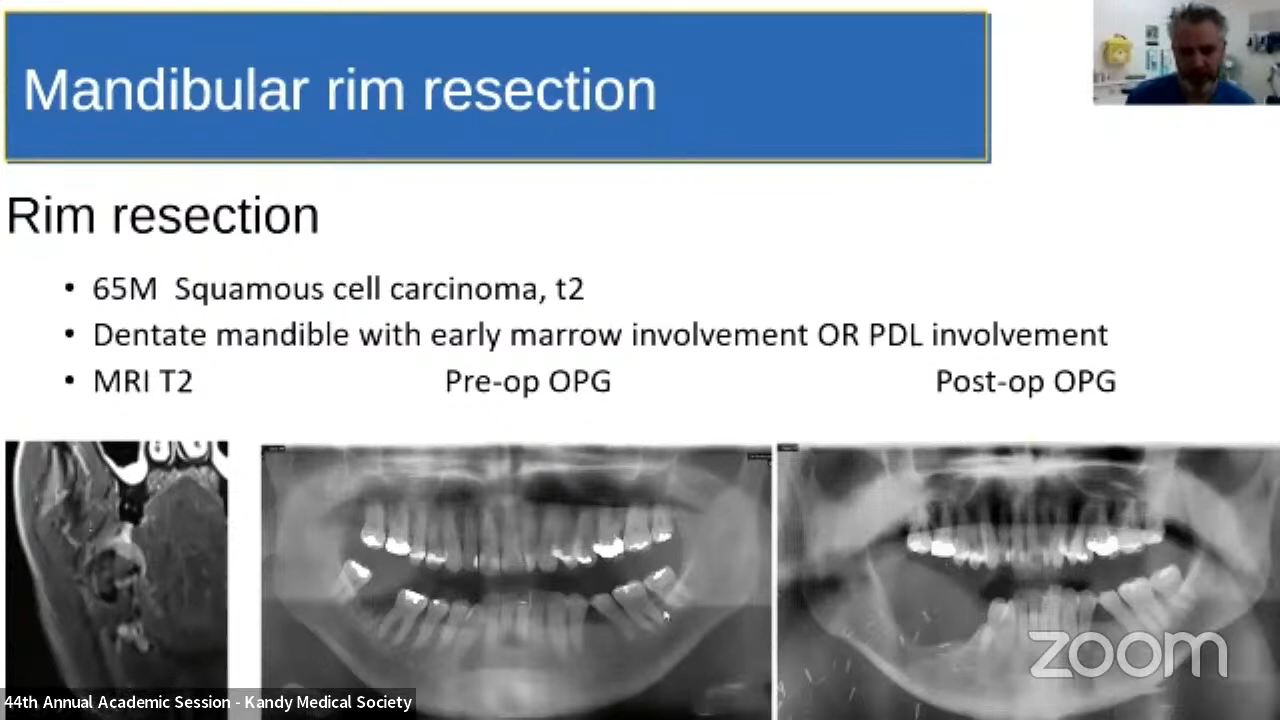 Mandibular rim resection
Rim resection
• 65M Squamous cell carcinoma, t2
• Dentate mandible with early marrow involvement OR PDL involvement
• MRI T2 Pre-op OPG Post-op OPG
zoom
44th Annual Academic Session - Kandy Medical Society